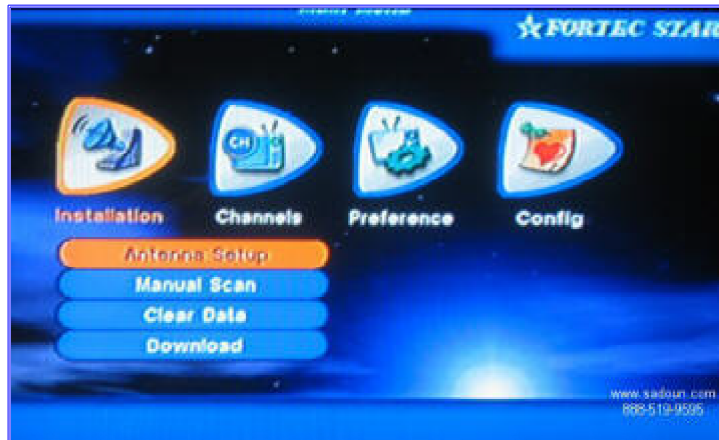 FORTEC STAR
Installation
Channels
Preference
Config
Antenna Setup
Manual Scan
Clear Data
Download
www.sadoun.com
888-519-9595